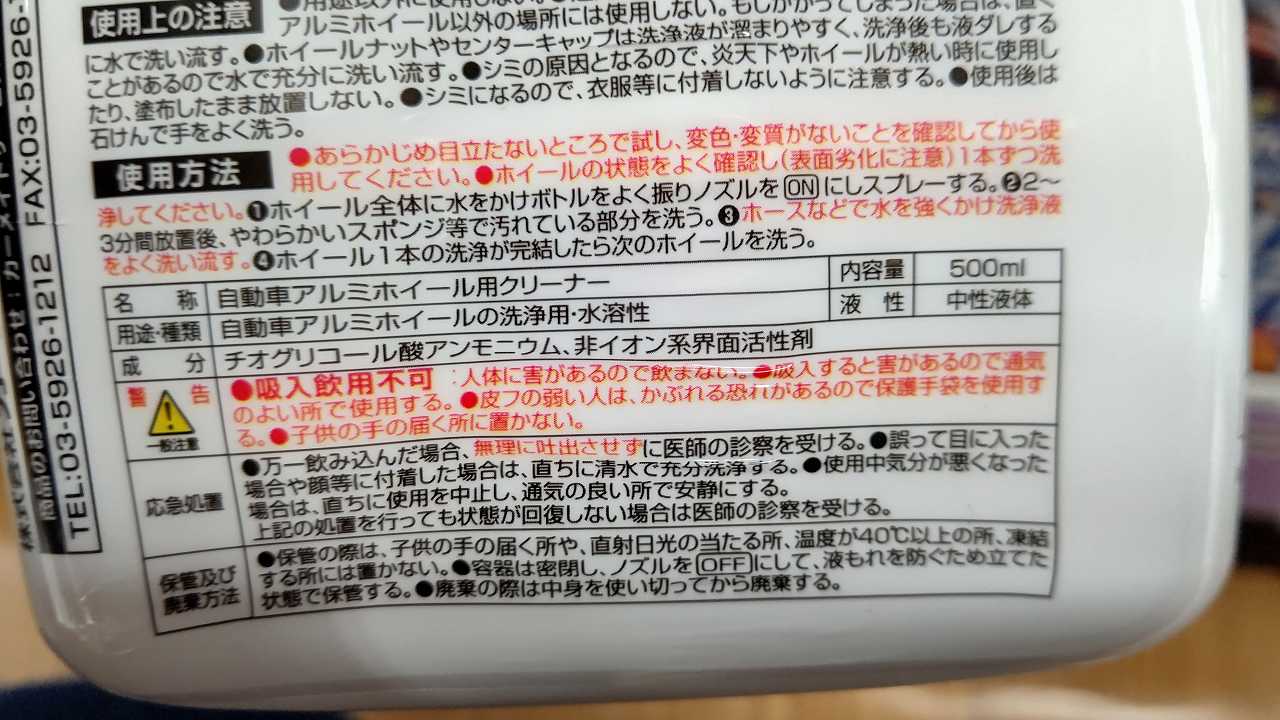 使用上の注意
アルミホイール以外の場所には使用しない。もしかかってしまった場合は、直ぐ
に水で洗い流す。●ホイールナットやセンターキャップは洗浄液が溜まりやすく、洗浄後も液ダレする
ことがあるので水で充分に洗い流す。●シミの原因となるので、炎天下やホイールが熱い時に使用し
たり、塗布したまま放置しない。●シミになるので、衣服等に付着しないように注意する。●使用後は
石けんで手をよく洗う。
使用方法
●あらかじめ目立たないところで試し、変色・変質がないことを確認してから使
用してください。●ホイールの状態をよく確認し(表面劣化に注意)1本ずつ洗
浄してください。❶ホイール全体に水をかけボトルをよく振りノズルをONにしスプレーする。❷2〜
3分間放置後、やわらかいスポンジ等で汚れている部分を洗う。❸ホースなどで水を強くかけ洗浄液
をよく洗い流す。❹ホイール1本の洗浄が完結したら次のホイールを洗う。
名 称 自動車アルミホイール用クリーナー 内容量 500ml
用途・種類 自動車アルミホイールの洗浄用・水溶性 液 性 中性液体
成 分 チオグリコール酸アンモニウム、非イオン系界面活性剤
警 告
一般注意
●吸入飲用不可:人体に害があるので飲まない。●吸入すると害があるので通気
のよい所で使用する。●皮フの弱い人は、かぶれる恐れがあるので保護手袋を使用す
る。●子供の手の届く所に置かない。
応急処置
●万一飲み込んだ場合、無理に吐出させずに医師の診察を受ける。●誤って目に入った
場合や顔等に付着した場合は、直ちに清水で充分洗浄する。●使用中気分が悪くなった
場合は、直ちに使用を中止し、通気の良い所で安静にする。
上記の処置を行っても状態が回復しない場合は医師の診察を受ける。
保管及び
廃棄方法
●保管の際は、子供の手の届く所や、直射日光の当たる所、温度が40℃以上の所、凍結
する所には置かない。●容器は密閉し、ノズルをOFFにして、液もれを防ぐため立てた
状態で保管する。●廃棄の際は中身を使い切ってから廃棄する。
商品のお問い合わせ:カーメイト
TEL:03-5926-1212 FAX:03-5926-